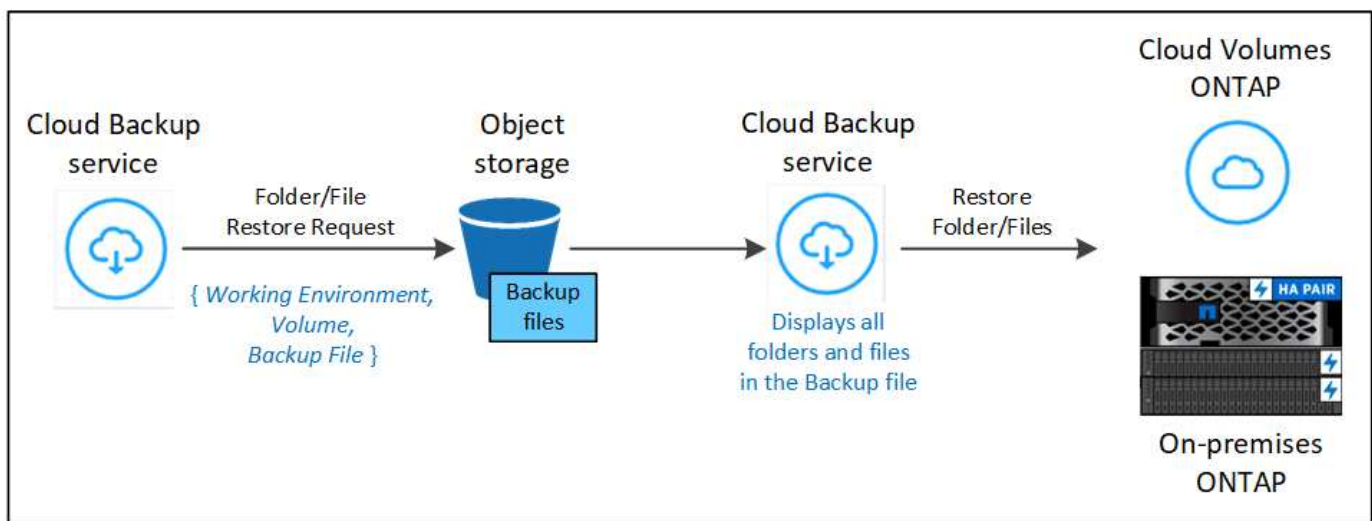 Cloud Backup
service
Folder/File
Restore Request
{ Working Environment,
Volume,
Backup File }
Object
storage
Backup
files
Cloud Backup
service
Displays all
folders and files
in the Backup file
Restore
Folder/Files
Cloud Volumes
ONTAP
HA PAIR
On-premises
ONTAP